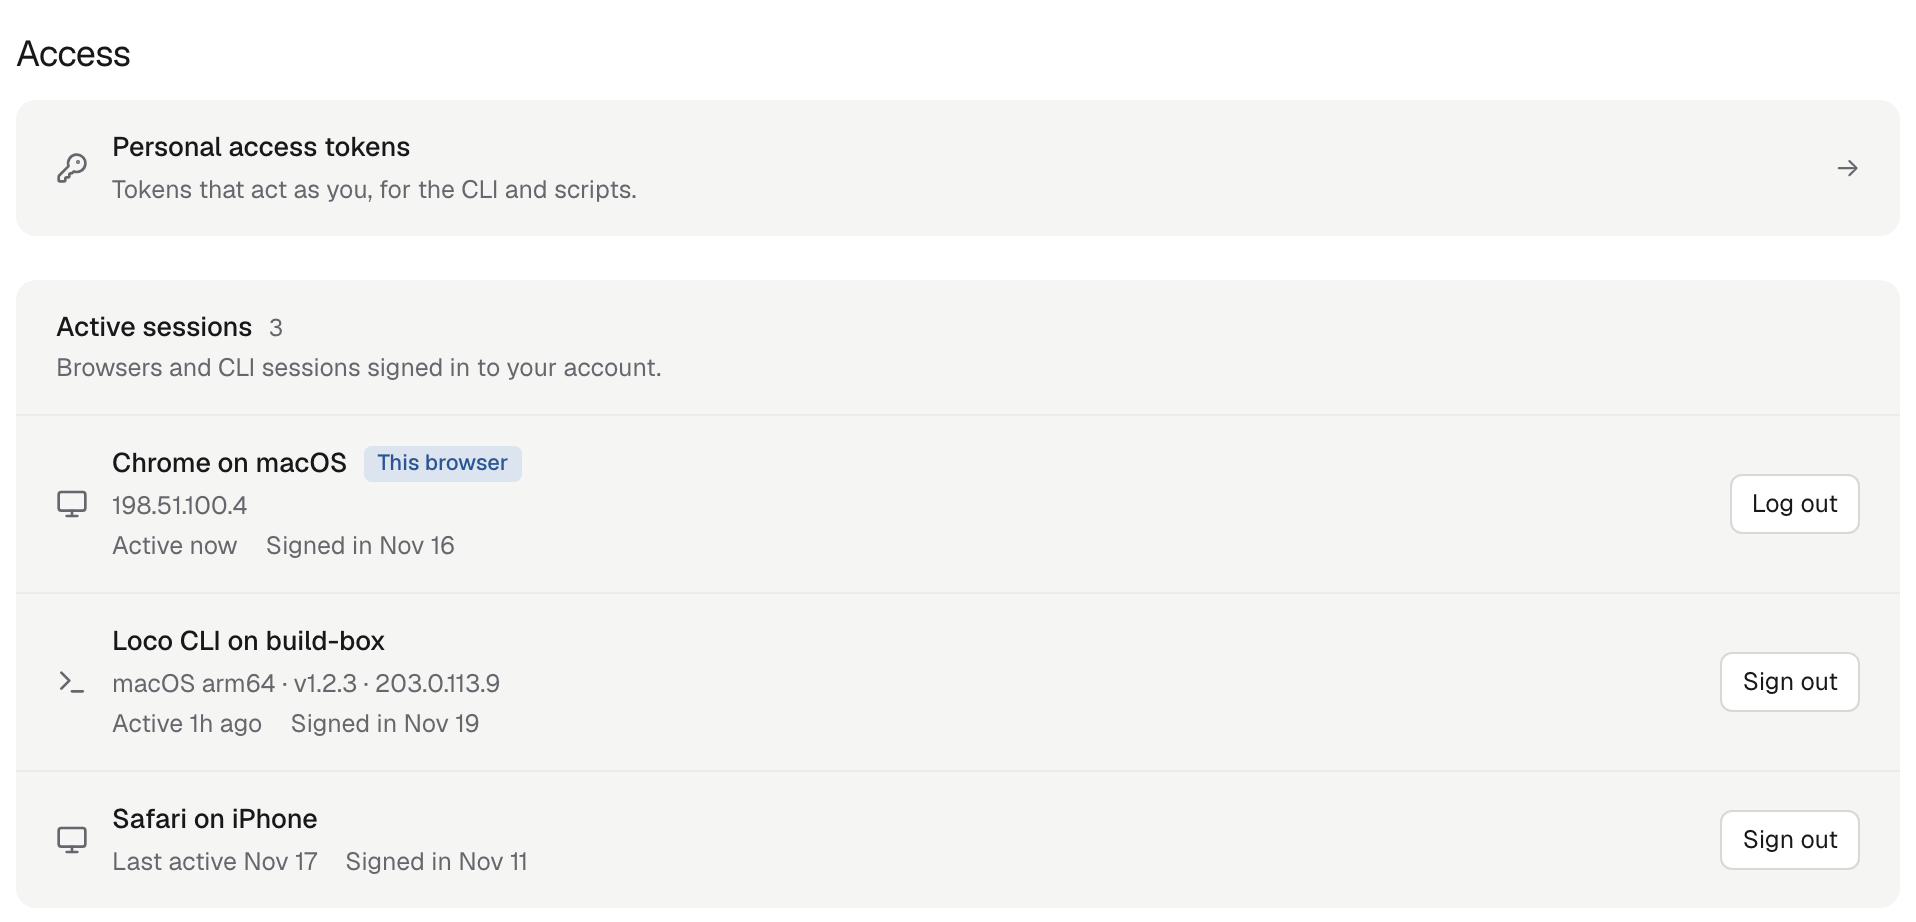 Access
Personal access tokens
Tokens that act as you, for the CLI and scripts.
Active sessions 3
Browsers and CLI sessions signed in to your account.
Chrome on macOS This browser
198.51.100.4
Active now Signed in Nov 16
Log out
Loco CLI on build-box
macOS arm64 · v1.2.3 · 203.0.113.9
Active 1h ago Signed in Nov 19
Sign out
Safari on iPhone
Last active Nov 17 Signed in Nov 11
Sign out